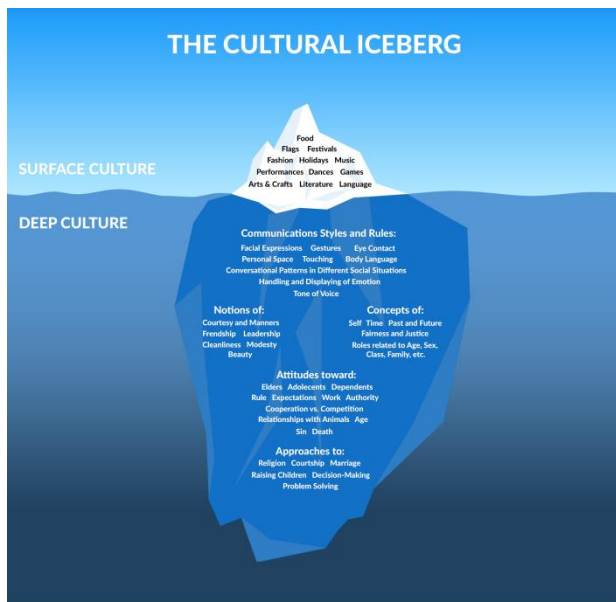 THE CULTURAL ICEBERG
Food
Flags Festivals
Fashion Holidays Music
Performances Dances Games
Arts & Crafts Literature Language
SURFACE CULTURE
DEEP CULTURE
Communications Styles and Rules:
Facial Expressions Gestures Eye Contact
Personal Space Touching Body Language
Conversational Patterns in Different Social Situations
Handling and Displaying of Emotion
Tone of Voice
Notions of:
Courtesy and Manners
Frendship Leadership
Cleanliness Modesty
Beauty
Concepts of:
Self Time Past and Future
Fairness and Justice
Roles related to Age, Sex,
Class, Family, etc.
Attitudes toward:
Elders Adolecents Dependents
Rule Expectations Work Authority
Cooperation vs. Competition
Relationships with Animals Age
Sin Death
Approaches to:
Religion Courtship Marriage
Raising Children Decision-Making
Problem Solving